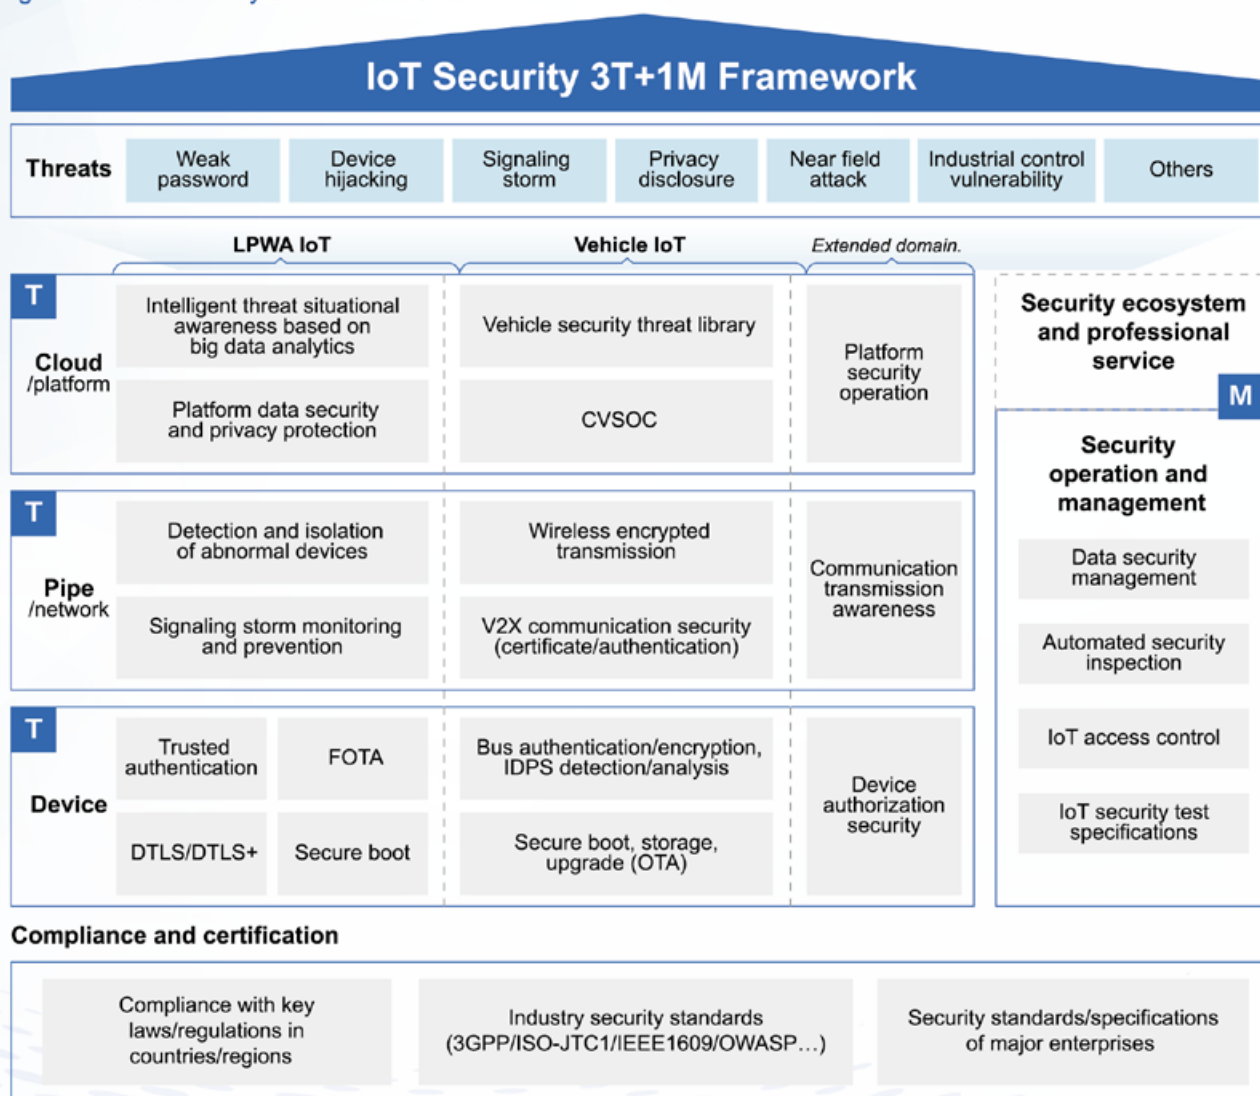 IoT Security 3T+1M Framework
Threats
Weak
password
Device
hijacking
Signaling
storm
Privacy
disclosure
Near field
attack
Industrial control
vulnerability
Others
LPWA IoT
Vehicle IoT
Extended domain.
T
Cloud
/platform
Intelligent threat situational
awareness based on
big data analytics
Vehicle security threat library
Platform data security
and privacy protection
CVSOC
Platform
security
operation
T
Pipe
/network
Detection and isolation
of abnormal devices
Wireless encrypted
transmission
Signaling storm monitoring
and prevention
V2X communication security
(certificate/authentication)
Communication
transmission
awareness
T
Device
Trusted
authentication
FOTA
Bus authentication/encryption,
IDPS detection/analysis
DTLS/DTLS+
Secure boot
Secure boot, storage,
upgrade (OTA)
Device
authorization
security
Security ecosystem
and professional
service
M
Security
operation and
management
Data security
management
Automated security
inspection
IoT access control
IoT security test
specifications
Compliance and certification
Compliance with key
laws/regulations in
countries/regions
Industry security standards
(3GPP/ISO-JTC1/IEEE1609/OWASP…)
Security standards/specifications
of major enterprises